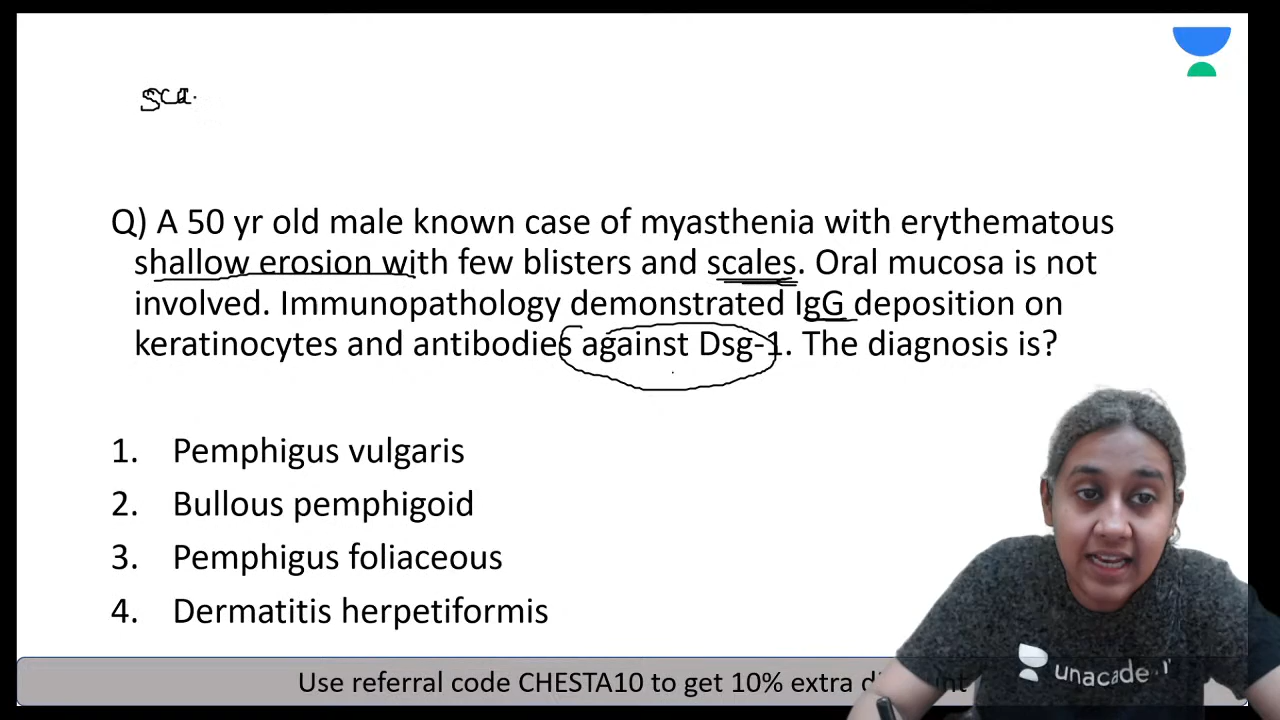 sca
Q) A 50 yr old male known case of myasthenia with erythematous
shallow erosion with few blisters and scales. Oral mucosa is not
involved. Immunopathology demonstrated IgG deposition on
keratinocytes and antibodies against Dsg-1. The diagnosis is?
1. Pemphigus vulgaris
2. Bullous pemphigoid
3. Pemphigus foliaceous
4. Dermatitis herpetiformis
Use referral code CHESTA10 to get 10% extra